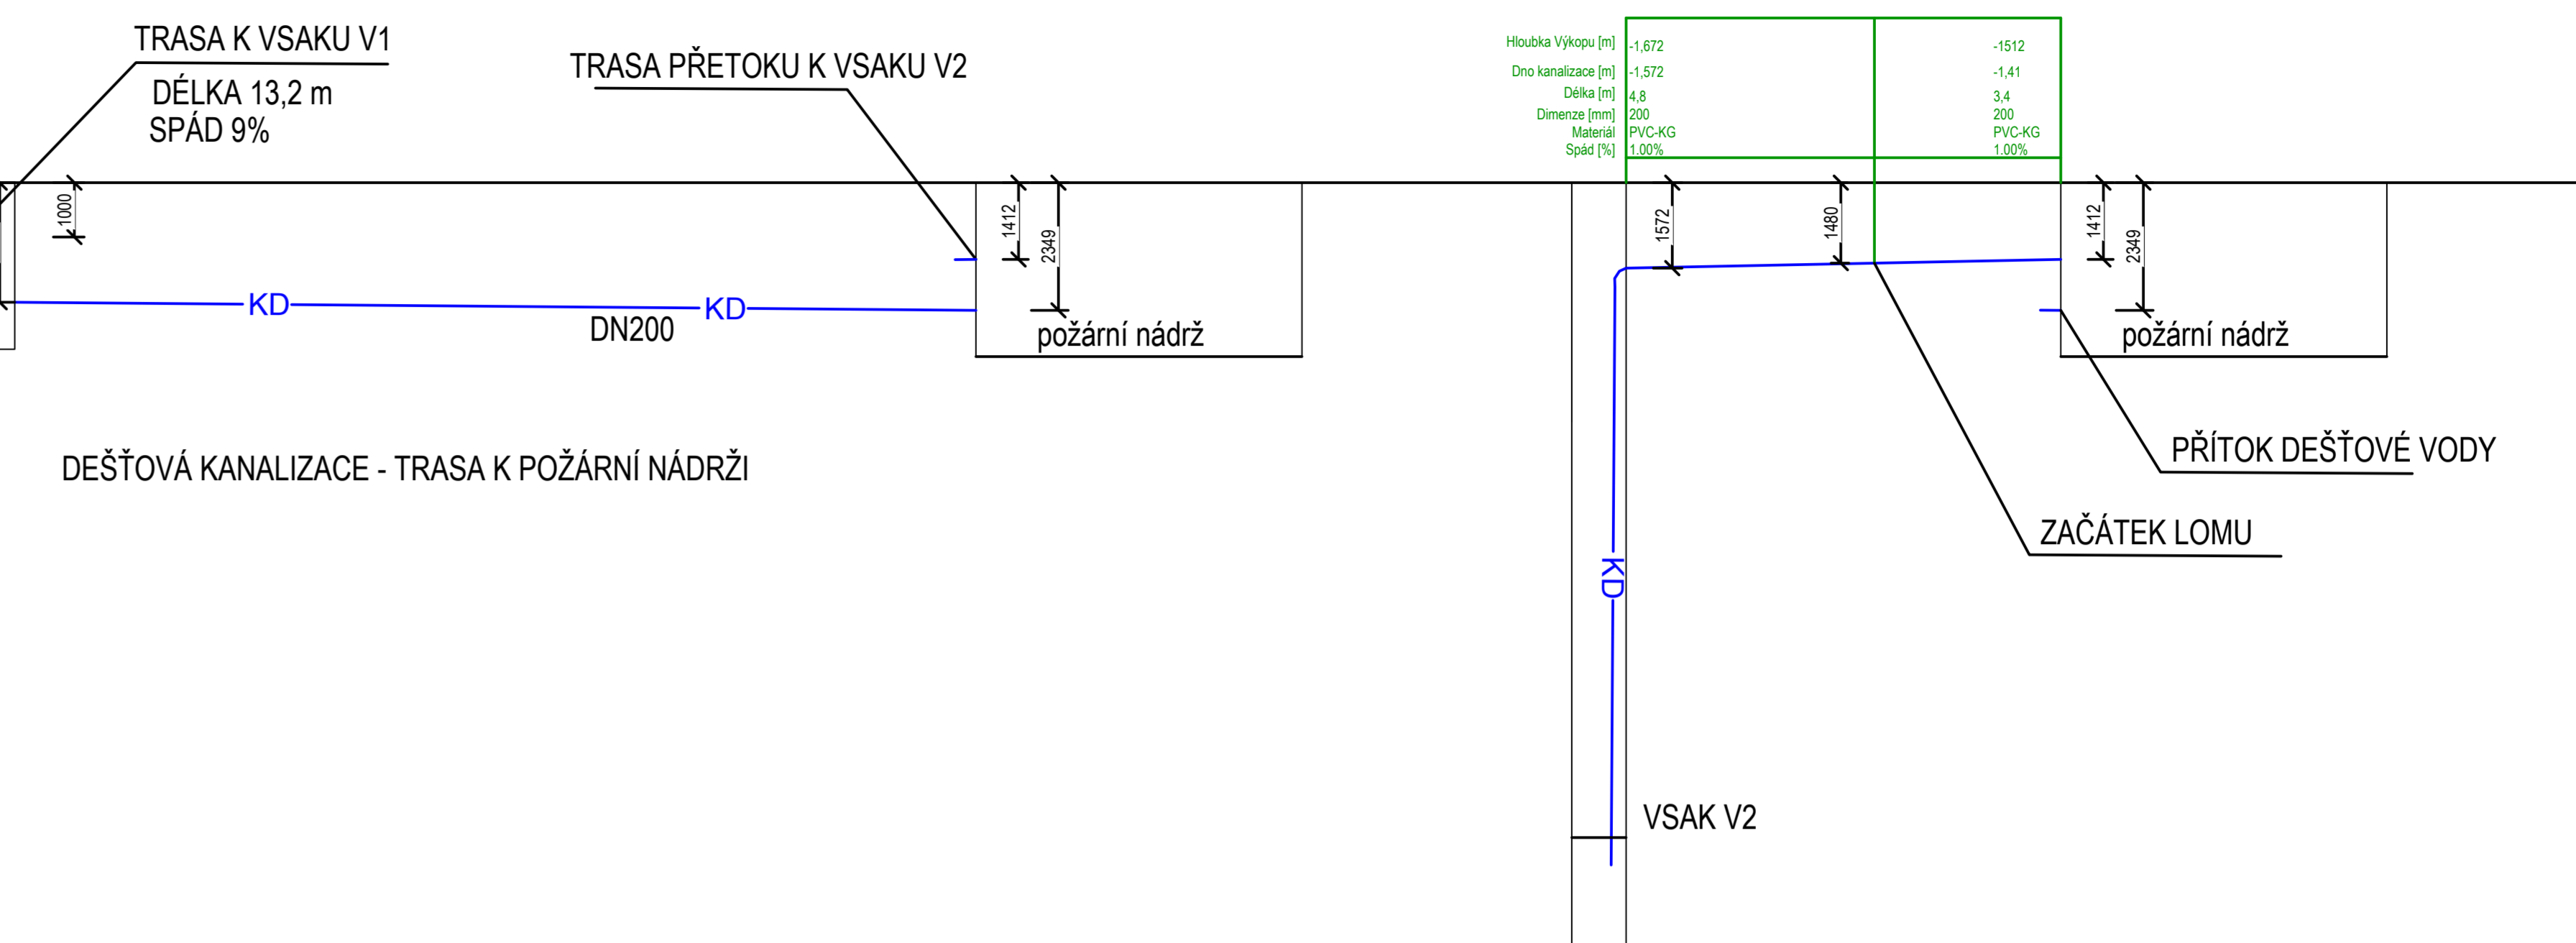 TRASA K VSAKU V1
DÉLKA 13,2 m
SPÁD 9%
TRASA PŘETOKU K VSAKU V2
Hloubka Výkopu [m] -1,672 -1512
Dno kanalizace [m] -1,572 -1,41
Délka [m] 4,8 3,4
Dimenze [mm] 200 200
Materiál PVC-KG PVC-KG
Spád [%] 1.00% 1.00%
1000
1412
2349
1572
1480
1412
2349
KD
KD
DN200
požární nádrž
požární nádrž
DEŠŤOVÁ KANALIZACE - TRASA K POŽÁRNÍ NÁDRŽI
PŘÍTOK DEŠŤOVÉ VODY
ZAČÁTEK LOMU
KD
VSAK V2